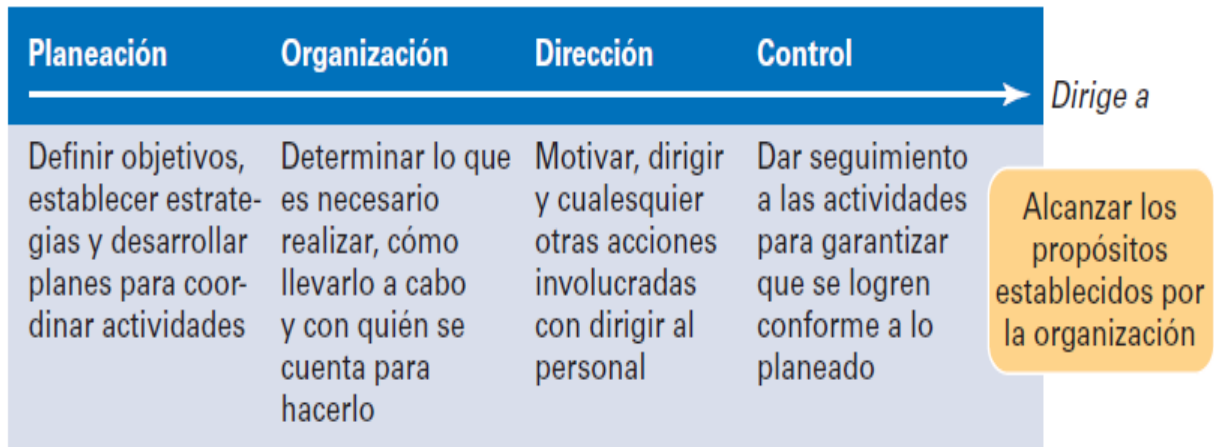 Planeación
Organización
Dirección
Control
Dirige a
Definir objetivos,
establecer estrate-
gias y desarrollar
planes para coor-
dinar actividades
Determinar lo que
es necesario
realizar, cómo
llevarlo a cabo
y con quién se
cuenta para
hacerlo
Motivar, dirigir
y cualesquier
otras acciones
involucradas
con dirigir al
personal
Dar seguimiento
a las actividades
para garantizar
que se logren
conforme a lo
planeado
Alcanzar los
propósitos
establecidos por
la organización